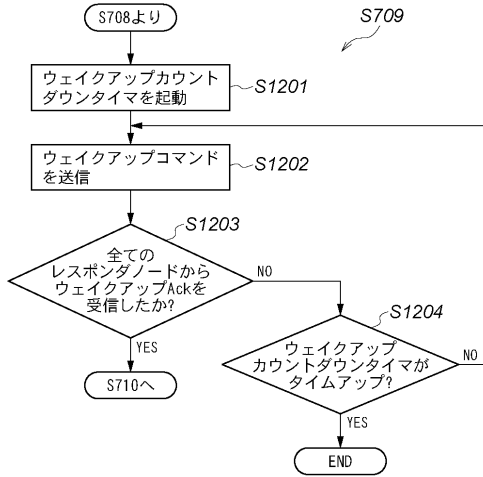 S708より
S709
ウェイクアップカウント
ダウンタイマを起動
S1201
ウェイクアップコマンド
を送信
S1202
S1203
全ての
レスポンダノードから
ウェイクアップAckを
受信したか?
NO
YES
S710へ
S1204
ウェイクアップ
カウントダウンタイマが
タイムアップ?
NO
YES
END